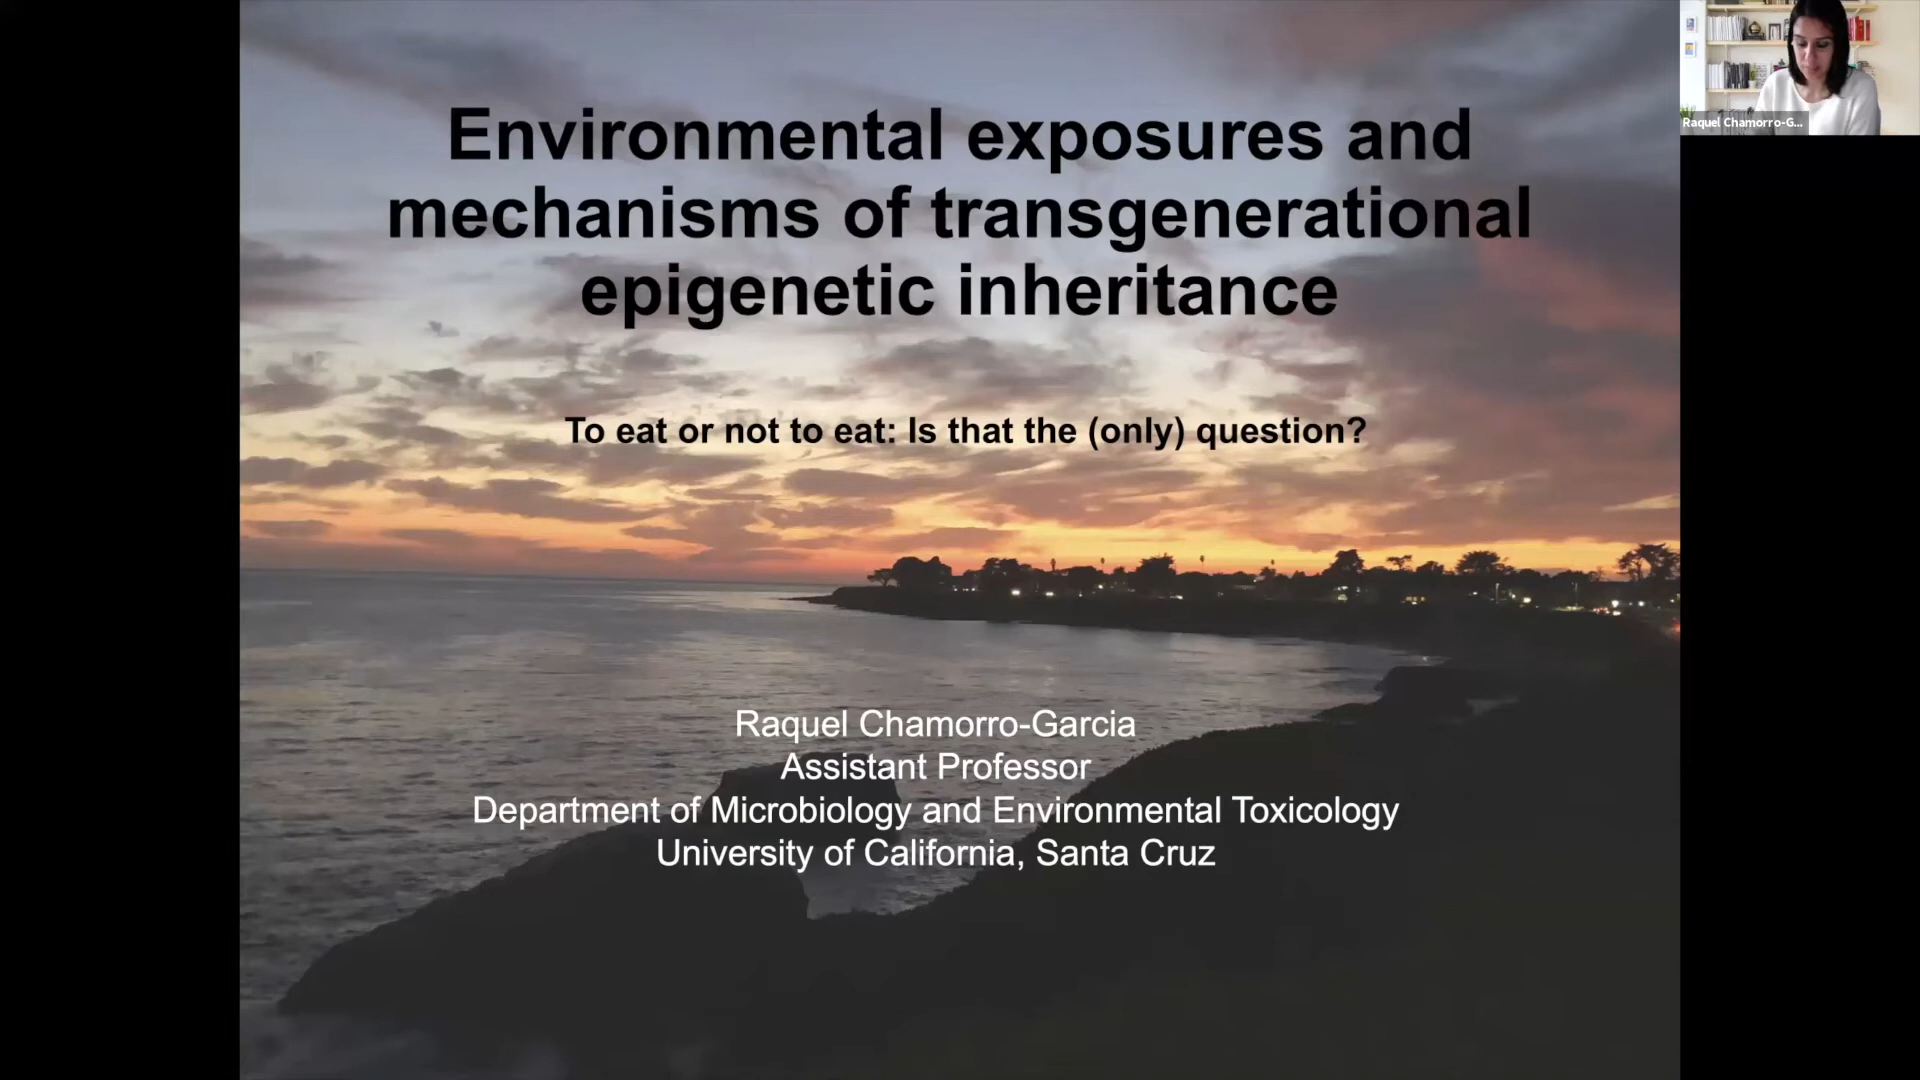 Environmental exposures and
mechanisms of transgenerational
epigenetic inheritance
To eat or not to eat: Is that the (only) question?
Raquel Chamorro-Garcia
Assistant Professor
Department of Microbiology and Environmental Toxicology
University of California, Santa Cruz
Raquel Chamorro-G...